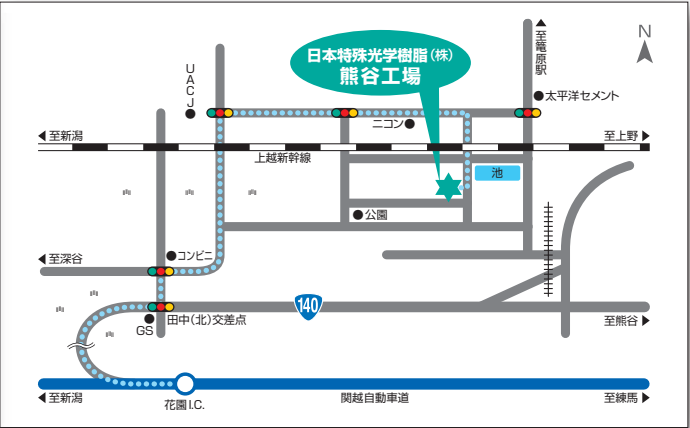 N
日本特殊光学樹脂(株)
熊谷工場
至籠原駅
UACJ
太平洋セメント
ニコン
至新潟
至上野
上越新幹線
池
公園
コンビニ
至深谷
140
田中(北)交差点
GS
至熊谷
至新潟
花園I.C.
関越自動車道
至練馬